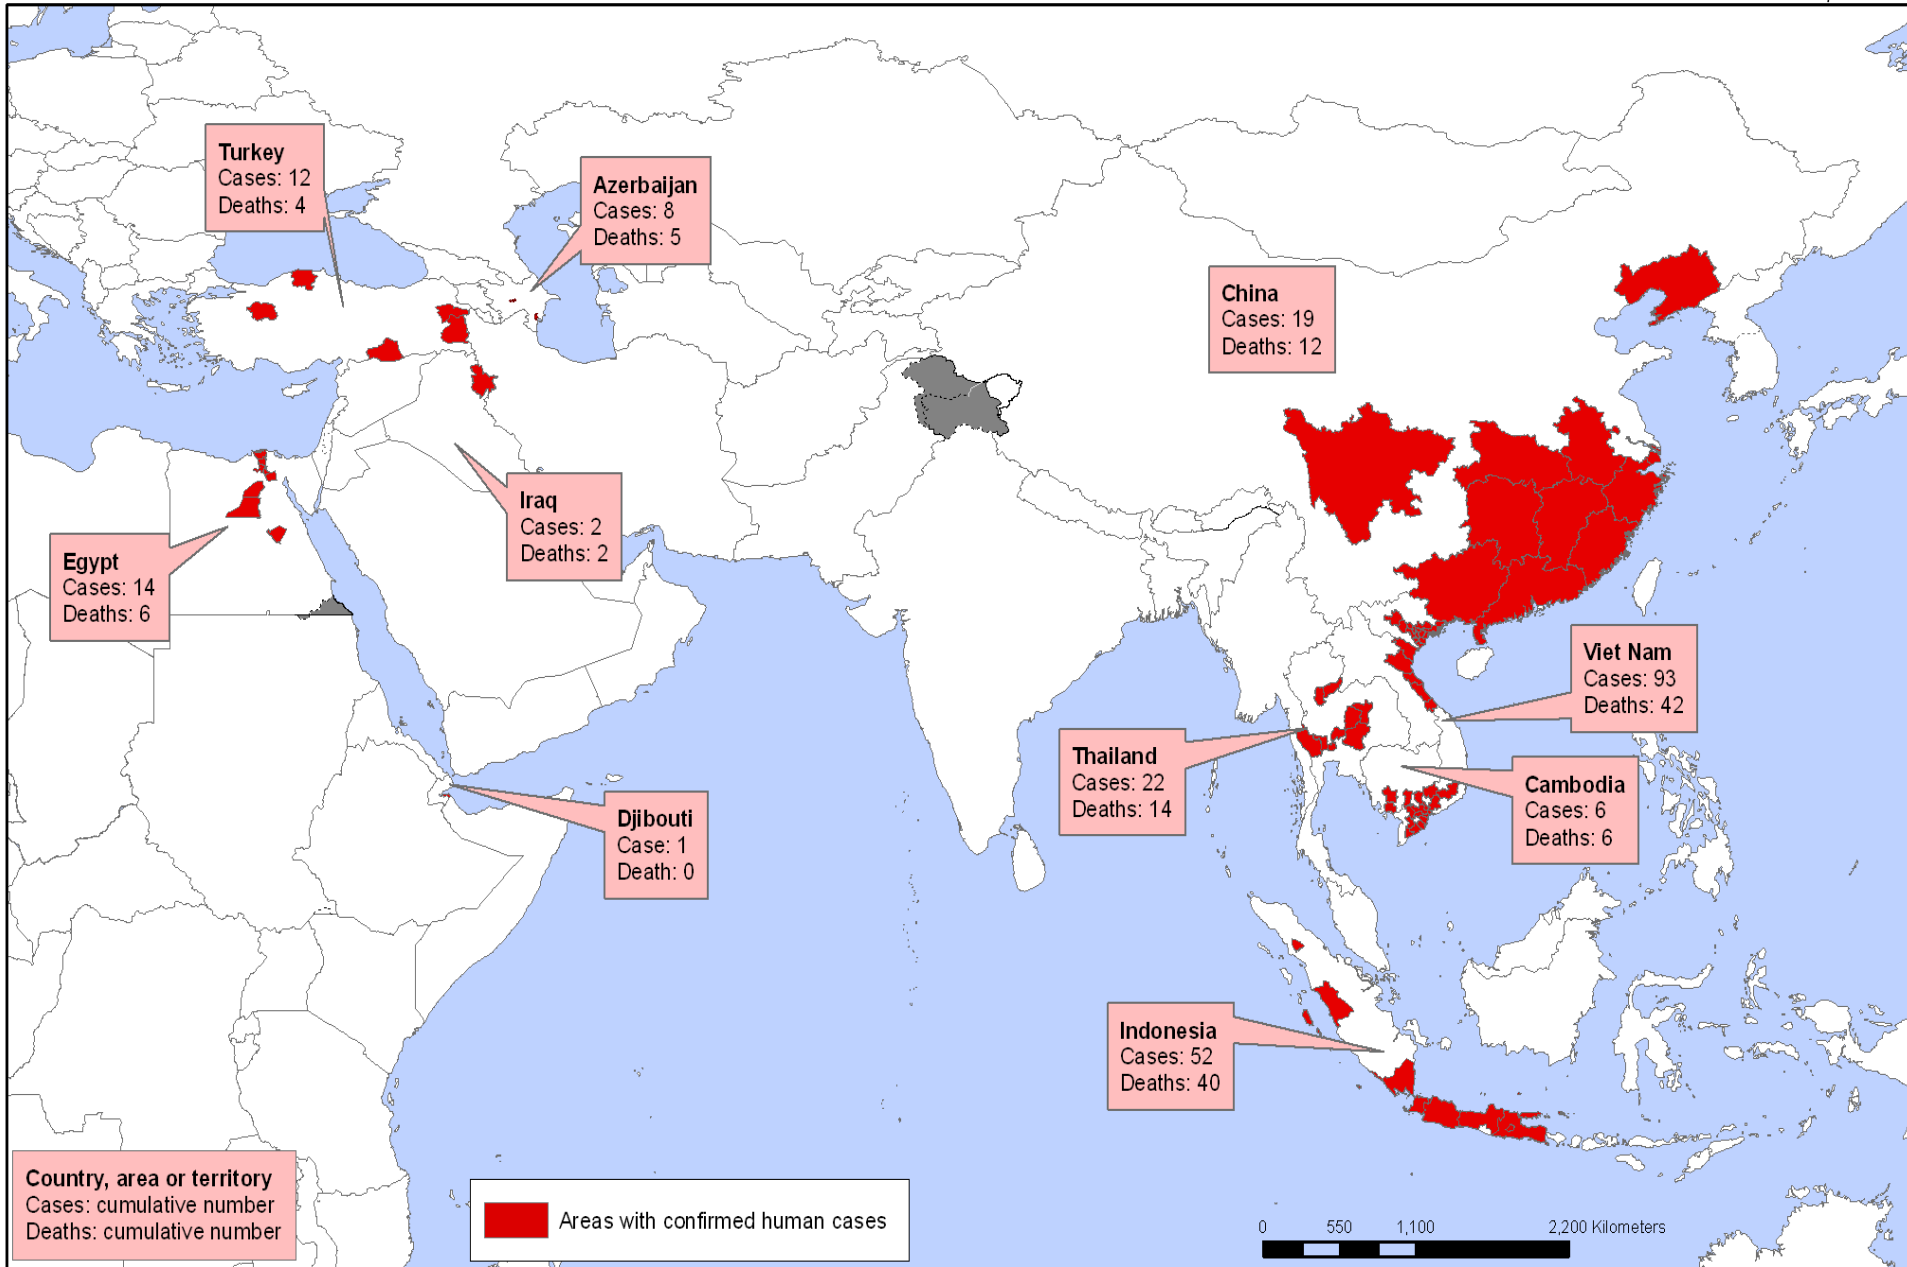 Turkey
Cases: 12
Deaths: 4
Azerbaijan
Cases: 8
Deaths: 5
China
Cases: 19
Deaths: 12
Iraq
Cases: 2
Deaths: 2
Egypt
Cases: 14
Deaths: 6
Viet Nam
Cases: 93
Deaths: 42
Thailand
Cases: 22
Deaths: 14
Cambodia
Cases: 6
Deaths: 6
Djibouti
Case: 1
Death: 0
Indonesia
Cases: 52
Deaths: 40
Country, area or territory
Cases: cumulative number
Deaths: cumulative number
Areas with confirmed human cases
0 550 1,100 2,200 Kilometers